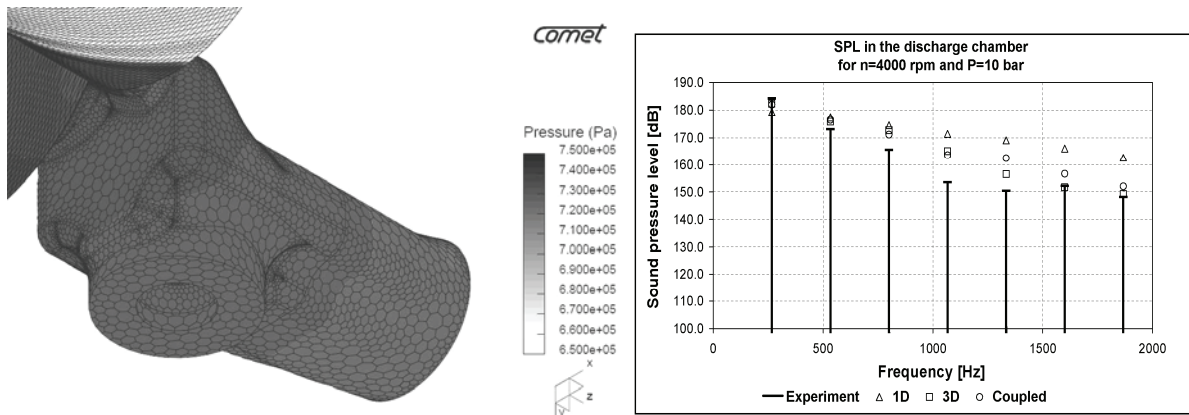 comet
Pressure (Pa)
7.500e+05
7.400e+05
7.300e+05
7.200e+05
7.100e+05
7.000e+05
6.900e+05
6.800e+05
6.700e+05
6.600e+05
6.500e+05
X
Z
Y
SPL in the discharge chamber
for n=4000 rpm and P=10 bar
Sound pressure level [dB]
190.0
180.0
170.0
160.0
150.0
140.0
130.0
120.0
110.0
100.0
0 500 1000 1500 2000
Frequency [Hz]
Experiment 1D 3D Coupled